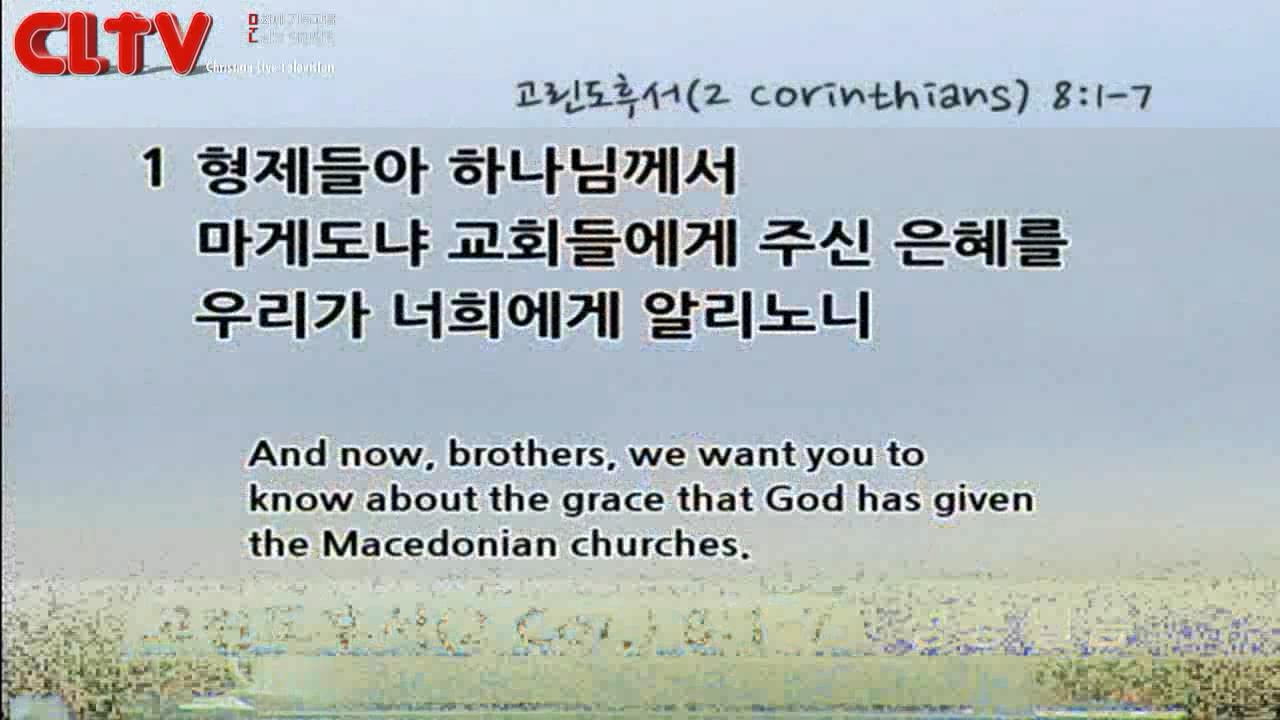 CLTV
Christian Live Television
고린도후서(2 corinthians) 8:1-7
1 형제들아 하나님께서
마게도냐 교회들에게 주신 은혜를
우리가 너희에게 알리노니
And now, brothers, we want you to
know about the grace that God has given
the Macedonian churches.